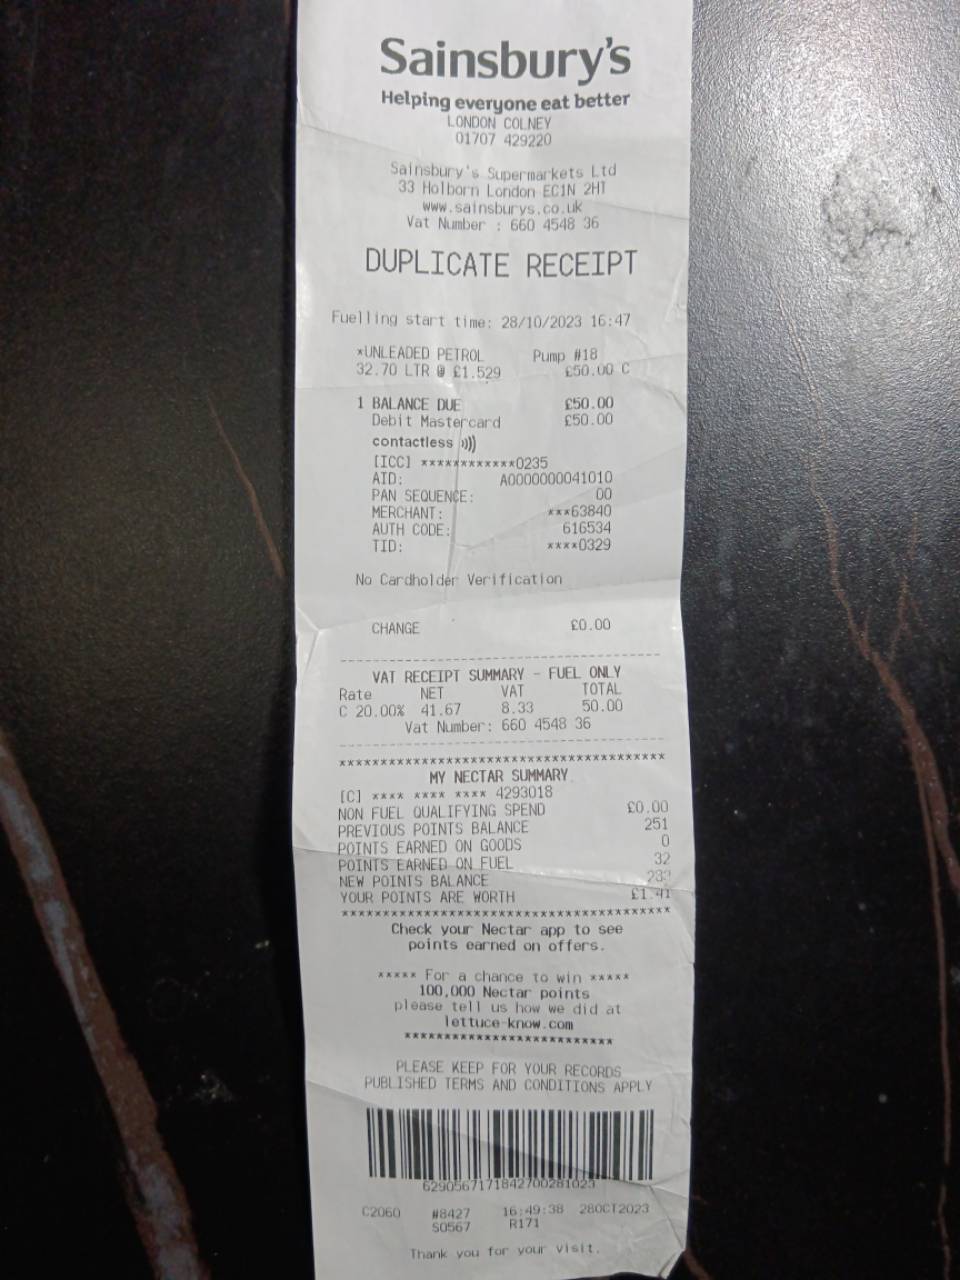 Sainsbury's
Helping everyone eat better
LONDON COLNEY
01707 429220
Sainsbury's Supermarkets Ltd
33 Holborn London EC1N 2HT
www.sainsburys.co.uk
Vat Number : 660 4548 36
DUPLICATE RECEIPT
Fuelling start time: 28/10/2023 16:47
*UNLEADED PETROL Pump #18
32.70 LTR @ £1.529 £50.00 C
1 BALANCE DUE £50.00
Debit Mastercard £50.00
contactless
[ICC] ************0235
AID: A0000000041010
PAN SEQUENCE: 00
MERCHANT: ***63840
AUTH CODE: 616534
TID: ****0329
No Cardholder Verification
CHANGE £0.00
----------------------------------------
VAT RECEIPT SUMMARY - FUEL ONLY
Rate NET VAT TOTAL
C 20.00% 41.67 8.33 50.00
Vat Number: 660 4548 36
----------------------------------------
****************************************
MY NECTAR SUMMARY
[C] **** **** **** 4293018
NON FUEL QUALIFYING SPEND £0.00
PREVIOUS POINTS BALANCE 251
POINTS EARNED ON GOODS 0
POINTS EARNED ON FUEL 32
NEW POINTS BALANCE
YOUR POINTS ARE WORTH £1.41
****************************************
Check your Nectar app to see
points earned on offers.
***** For a chance to win *****
100,000 Nectar points
please tell us how we did at
lettuce-know.com
**************************
PLEASE KEEP FOR YOUR RECORDS
PUBLISHED TERMS AND CONDITIONS APPLY
6290567171842700281023
C2060 #8427 16:49:38 28OCT2023
S0567 R171
Thank you for your visit.